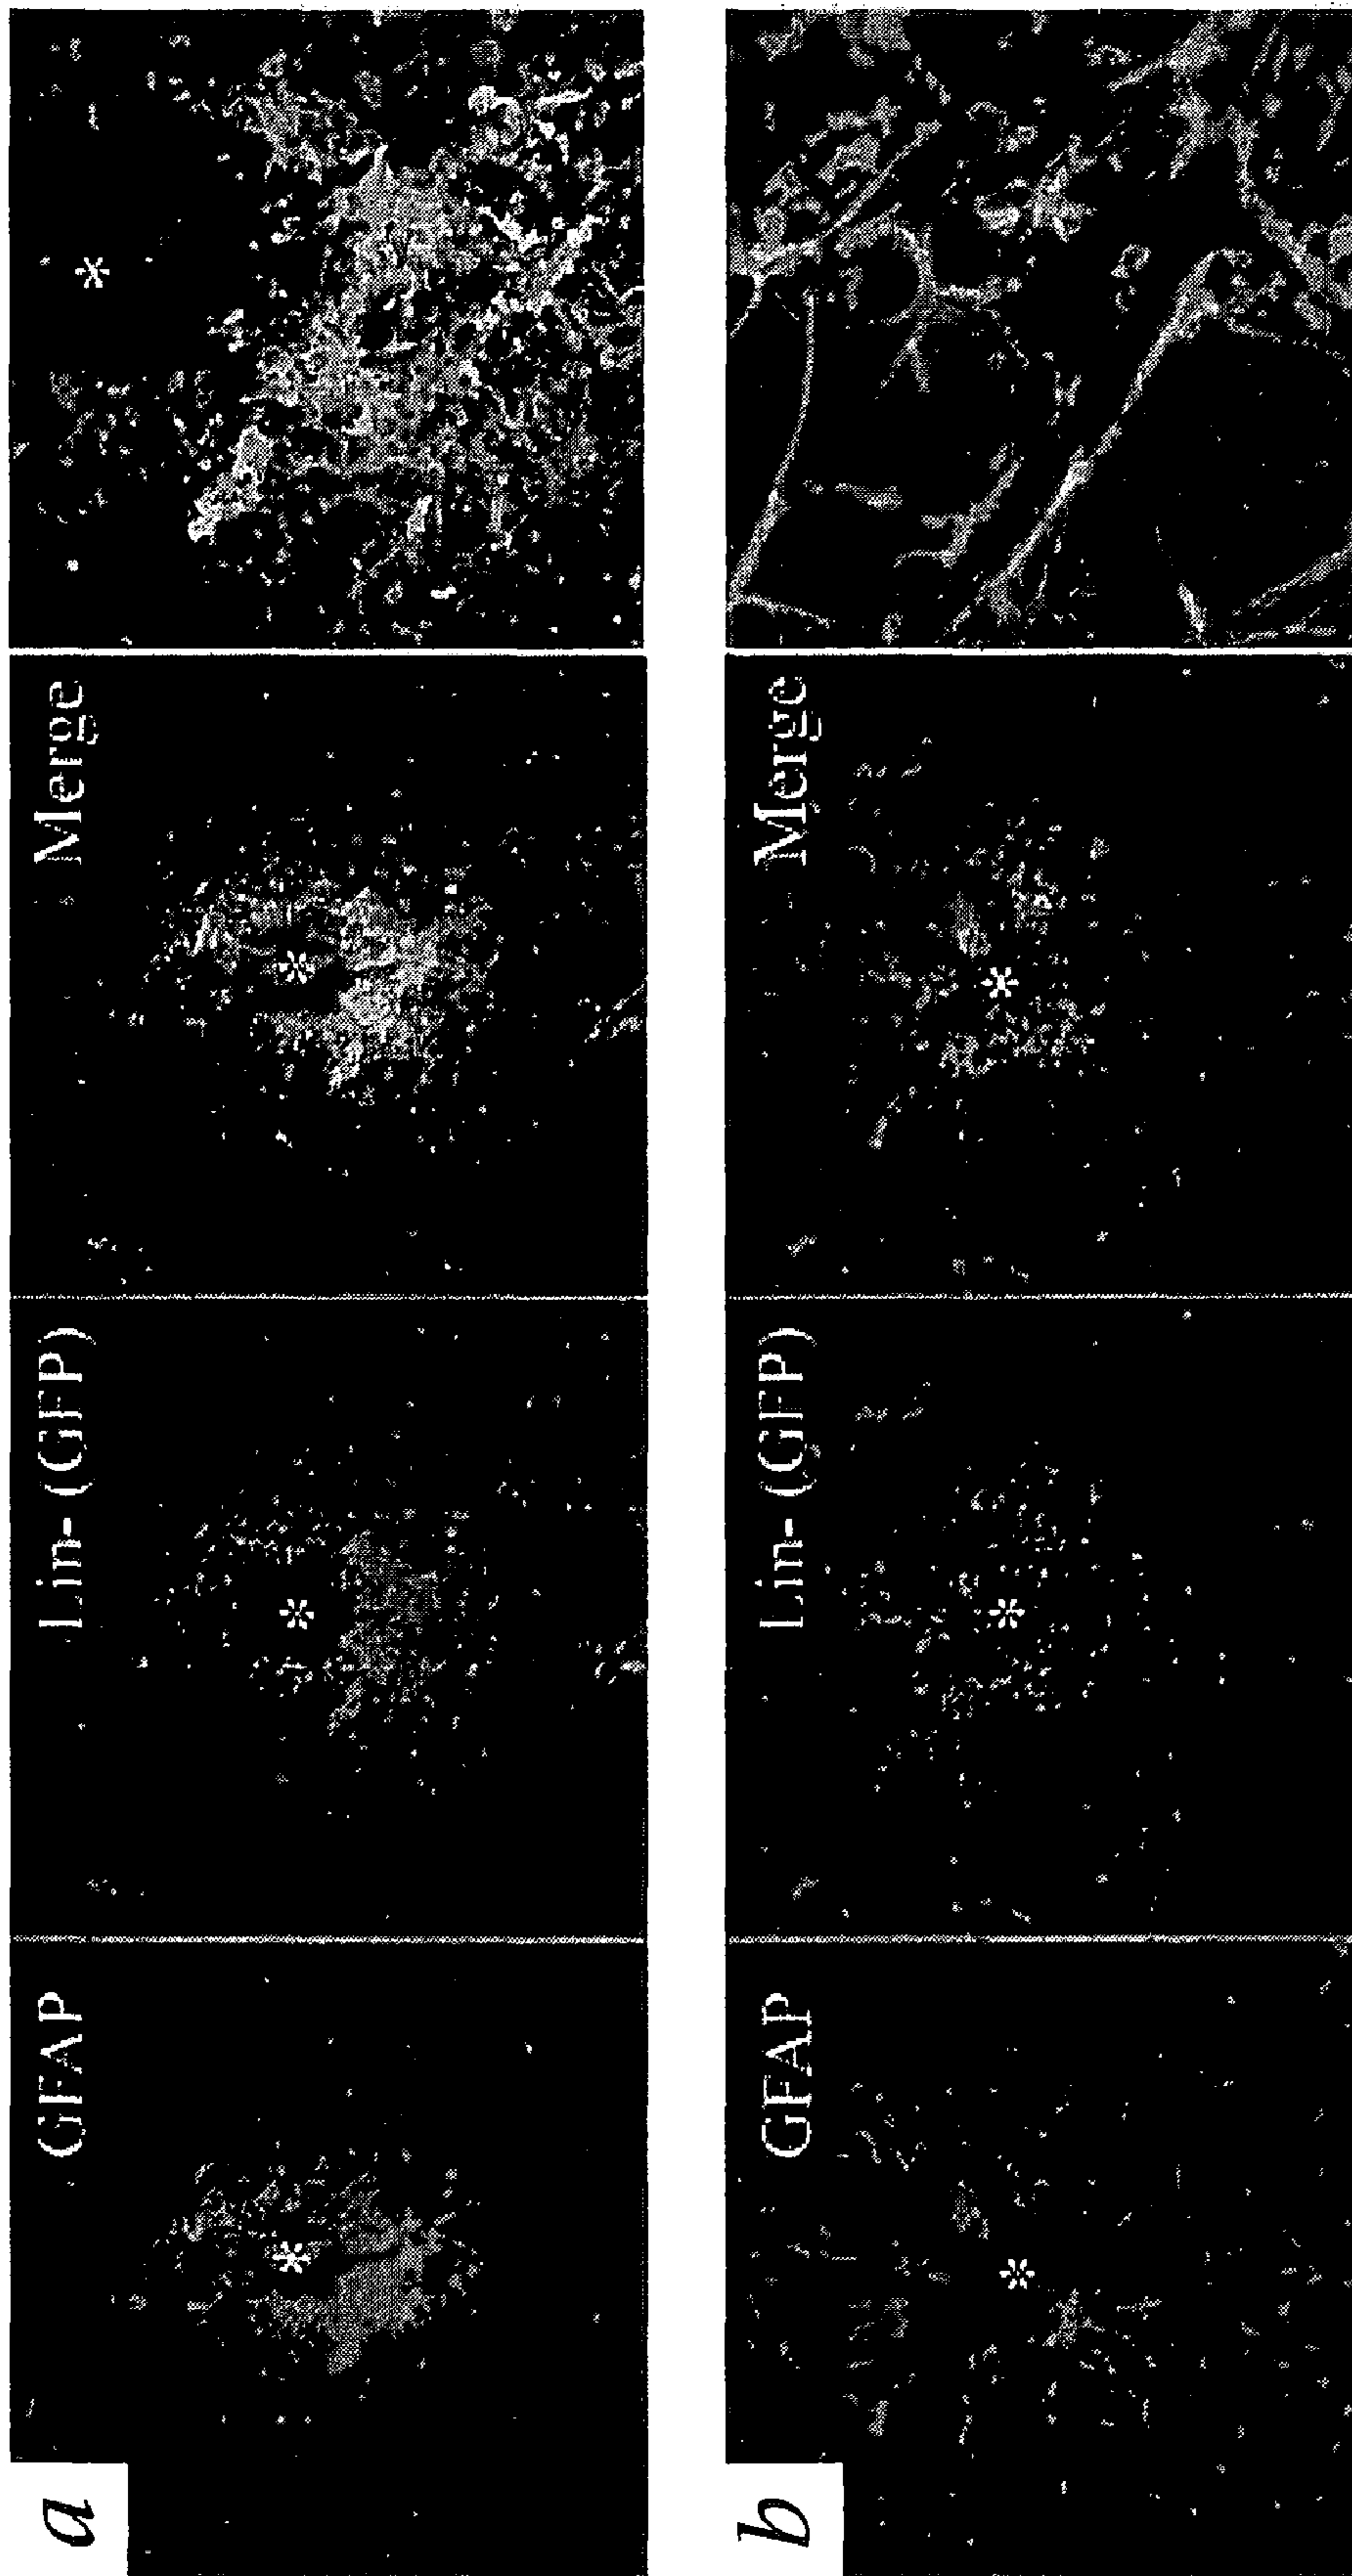 a
GFAP
Lin- (GFP)
Merge
b
GFAP
Lin- (GFP)
Merge